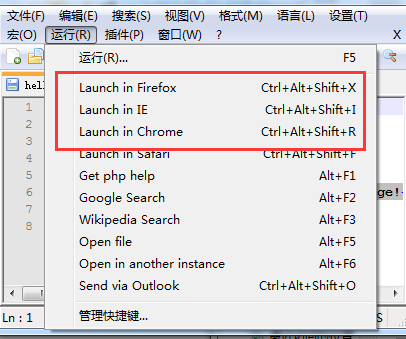 文件(F) 编辑(E) 搜索(S) 视图(V) 格式(M) 语言(L) 设置(T)
宏(O) 运行(R) 插件(P) 窗口(W) ? X
运行(R)... F5
hel
1 Launch in Firefox Ctrl+Alt+Shift+X
2 Launch in IE Ctrl+Alt+Shift+I
3 Launch in Chrome Ctrl+Alt+Shift+R
4 Launch in Safari Ctrl+Alt+Shift+F
5 Get php help Alt+F1
6 Google Search Alt+F2
ge!
7 Wikipedia Search Alt+F3
8 Open file Alt+F5
Open in another instance Alt+F6
Send via Outlook Ctrl+Alt+Shift+O
Ln : 1 管理快捷键... S